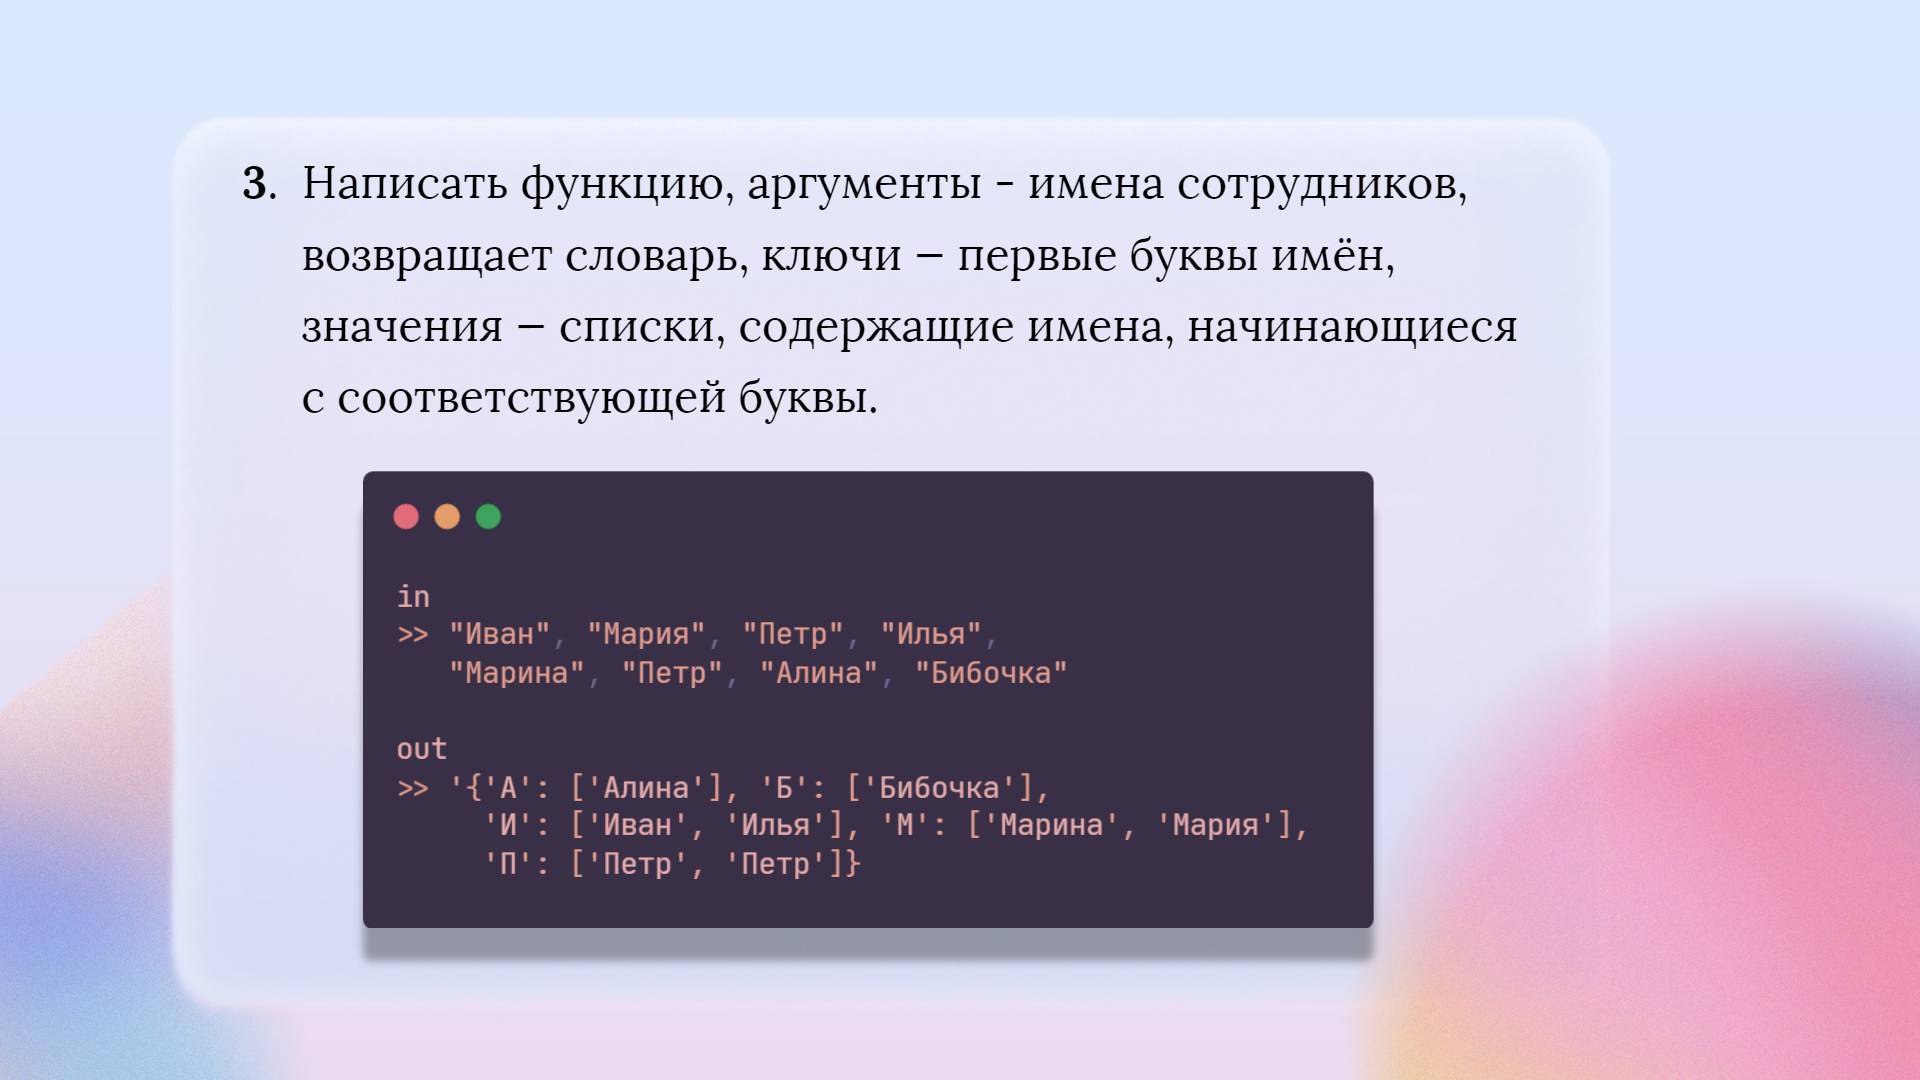 3. Написать функцию, аргументы - имена сотрудников,
возвращает словарь, ключи — первые буквы имён,
значения — списки, содержащие имена, начинающиеся
с соответствующей буквы.
in
>> "Иван", "Мария", "Петр", "Илья",
"Марина", "Петр", "Алина", "Бибочка"
out
>> '{'А': ['Алина'], 'Б': ['Бибочка'],
'И': ['Иван', 'Илья'], 'М': ['Марина', 'Мария'],
'П': ['Петр', 'Петр']}